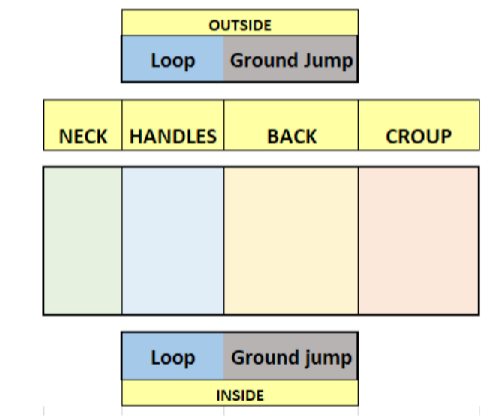 OUTSIDE
Loop Ground Jump
NECK HANDLES BACK CROUP
Loop Ground jump
INSIDE